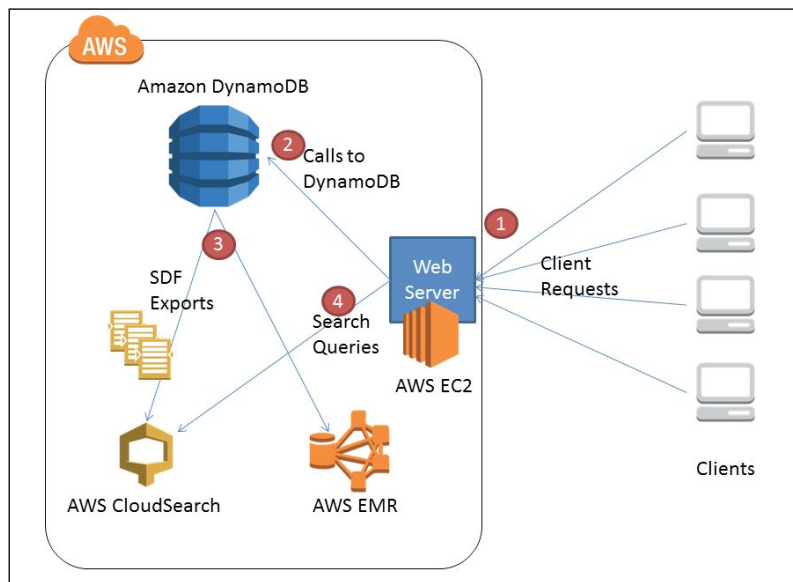 AWS
Amazon DynamoDB
2
Calls to
DynamoDB
1
3
Web
Server
Client
Requests
SDF
Exports
4
Search
Queries
AWS EC2
AWS CloudSearch
AWS EMR
Clients